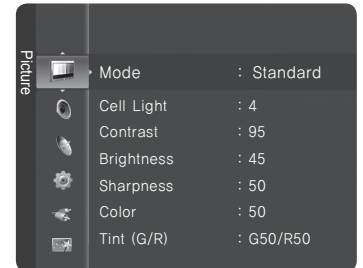 Picture
Mode : Standard
Cell Light : 4
Contrast : 95
Brightness : 45
Sharpness : 50
Color : 50
Tint (G/R) : G50/R50